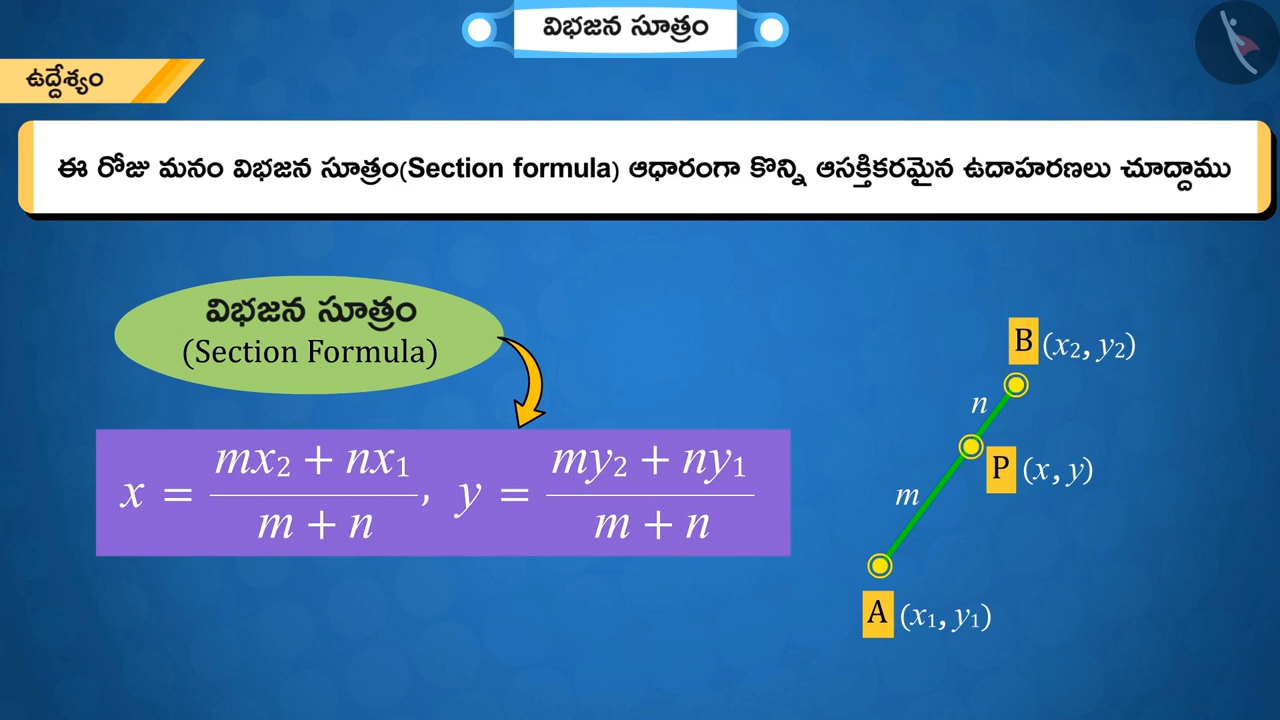 విభజన సూత్రం
ఉద్దేశ్యం
ఈ రోజు మనం విభజన సూత్రం(Section formula) ఆధారంగా కొన్ని ఆసక్తికరమైన ఉదాహరణలు చూద్దాము
విభజన సూత్రం
(Section Formula)
x = (mx₂ + nx₁)/(m + n), y = (my₂ + ny₁)/(m + n)
B (x₂, y₂)
n
P (x, y)
m
A (x₁, y₁)